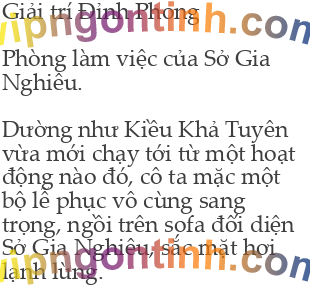 Giải trí Đỉnh Phong
vipngontinh.com
Phòng làm việc của Sở Gia
Nghiêu.
Dường như Kiều Khả Tuyên
vừa mới chạy tới từ một hoạt
động nào đó, cô ta mặc một
bộ lễ phục vô cùng sang
trọng, ngồi trên sofa đối diện
Sở Gia Nghiêu, sắc mặt hơi
lạnh lùng.
vipngontinh.com